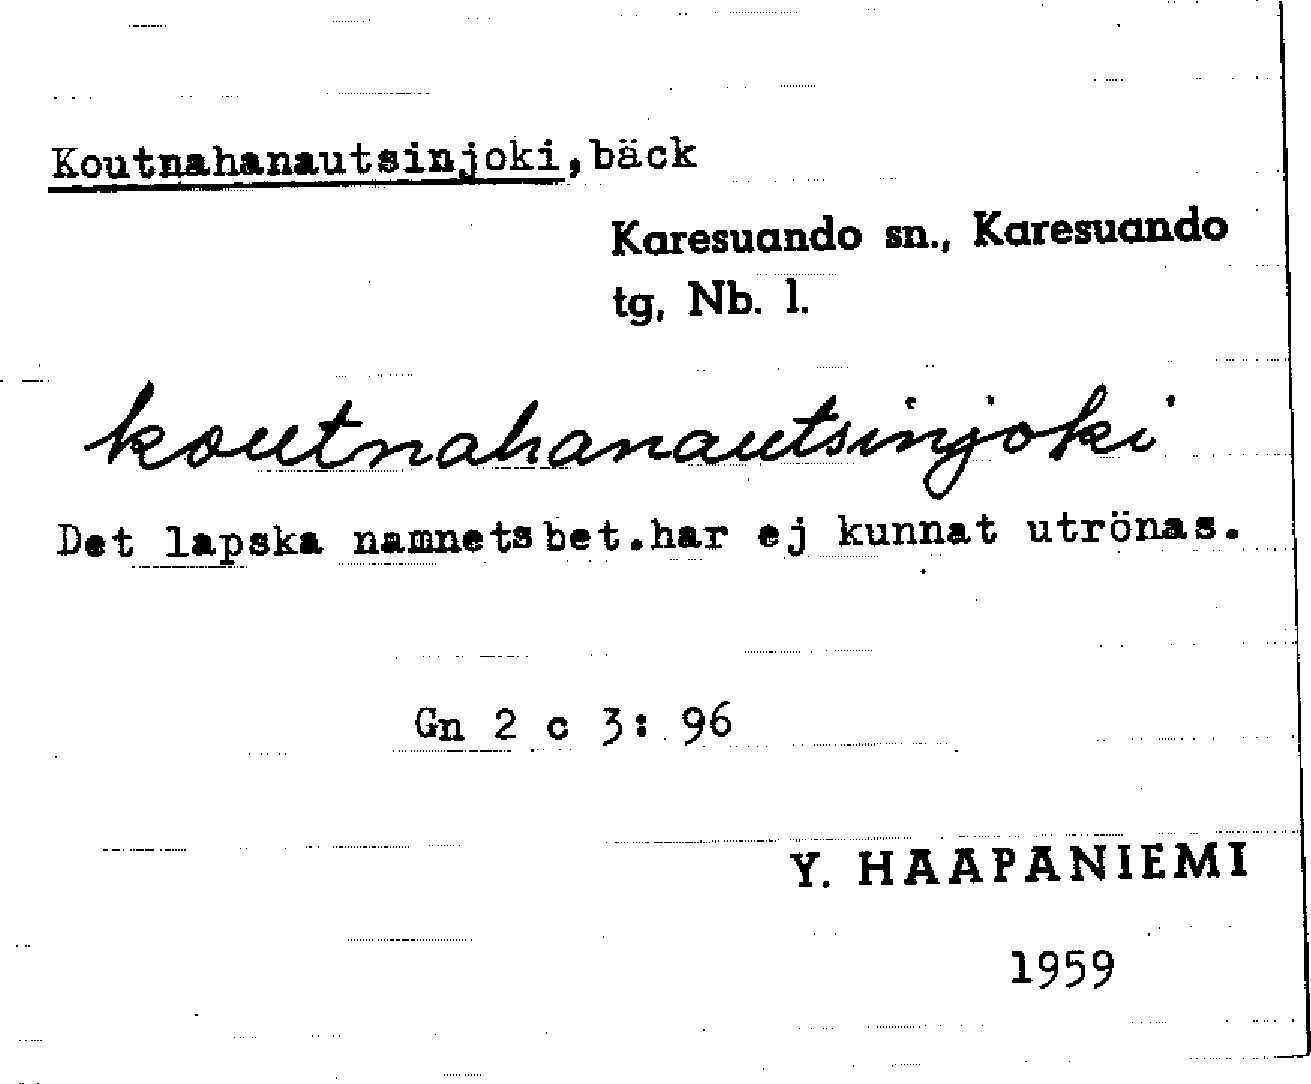 Koutnahanautsinjoki, bäck
Karesuando sn., Karesuando
tg, Nb. l.
koutnahanautsinjoki
Det lapska namnets bet. har ej kunnat utrönas.
Gn 2 c 3: 96
Y. HAAPANIEMI
1959